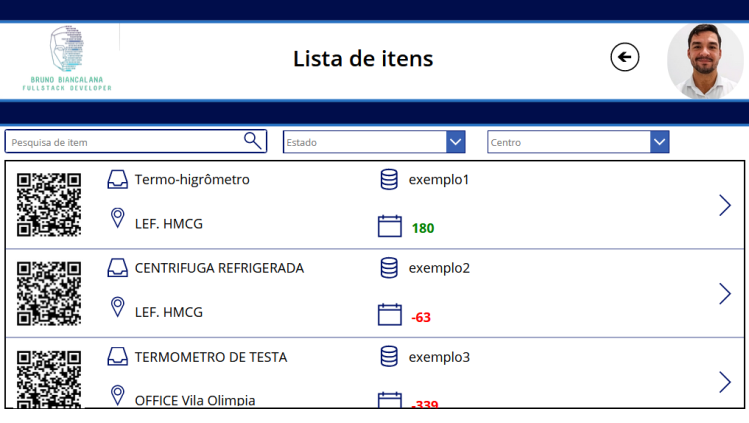 BRUNO BIANCALANA
FULLSTACK DEVELOPER
Lista de itens
Pesquisa de item
Estado
Centro
Termo-higrômetro
exemplo1
LEF. HMCG
180
CENTRIFUGA REFRIGERADA
exemplo2
LEF. HMCG
-63
TERMOMETRO DE TESTA
exemplo3
OFFICE Vila Olimpia
-339